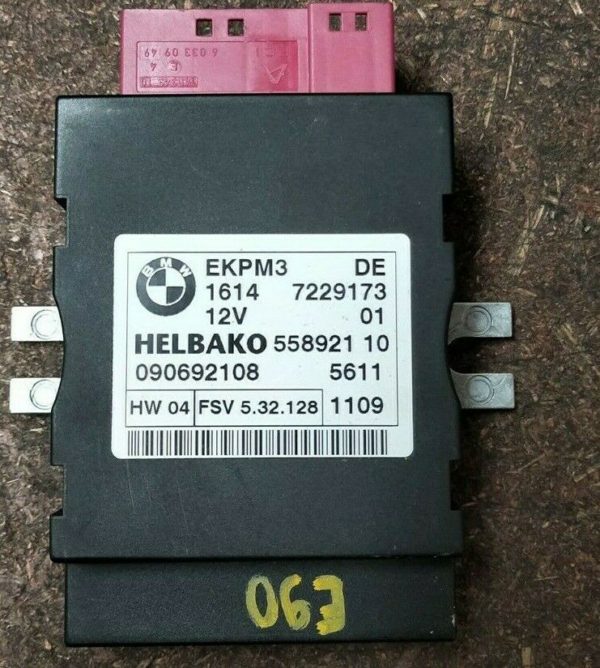 BMW EKPM3 DE
1614 7229173
12V 01
HELBAKO 558921 10
090692108 5611
HW 04 FSV 5.32.128 1109
E90